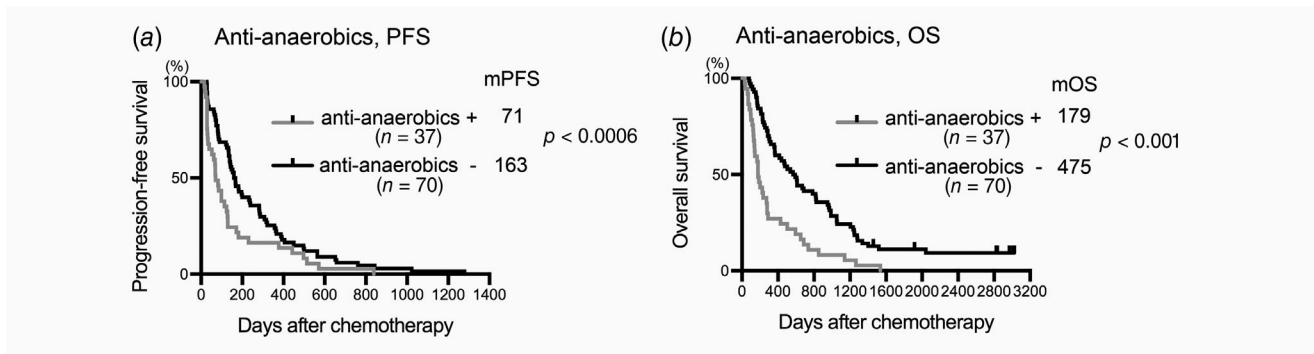 (a) Anti-anaerobics, PFS
(%)
100
50
0
Progression-free survival
mPFS
anti-anaerobics + 71
(n = 37)
p < 0.0006
anti-anaerobics - 163
(n = 70)
0 200 400 600 800 1000 1200 1400
Days after chemotherapy
(b) Anti-anaerobics, OS
(%)
100
50
0
Overall survival
mOS
anti-anaerobics + 179
(n = 37)
p < 0.001
anti-anaerobics - 475
(n = 70)
0 400 800 1200 1600 2000 2400 2800 3200
Days after chemotherapy